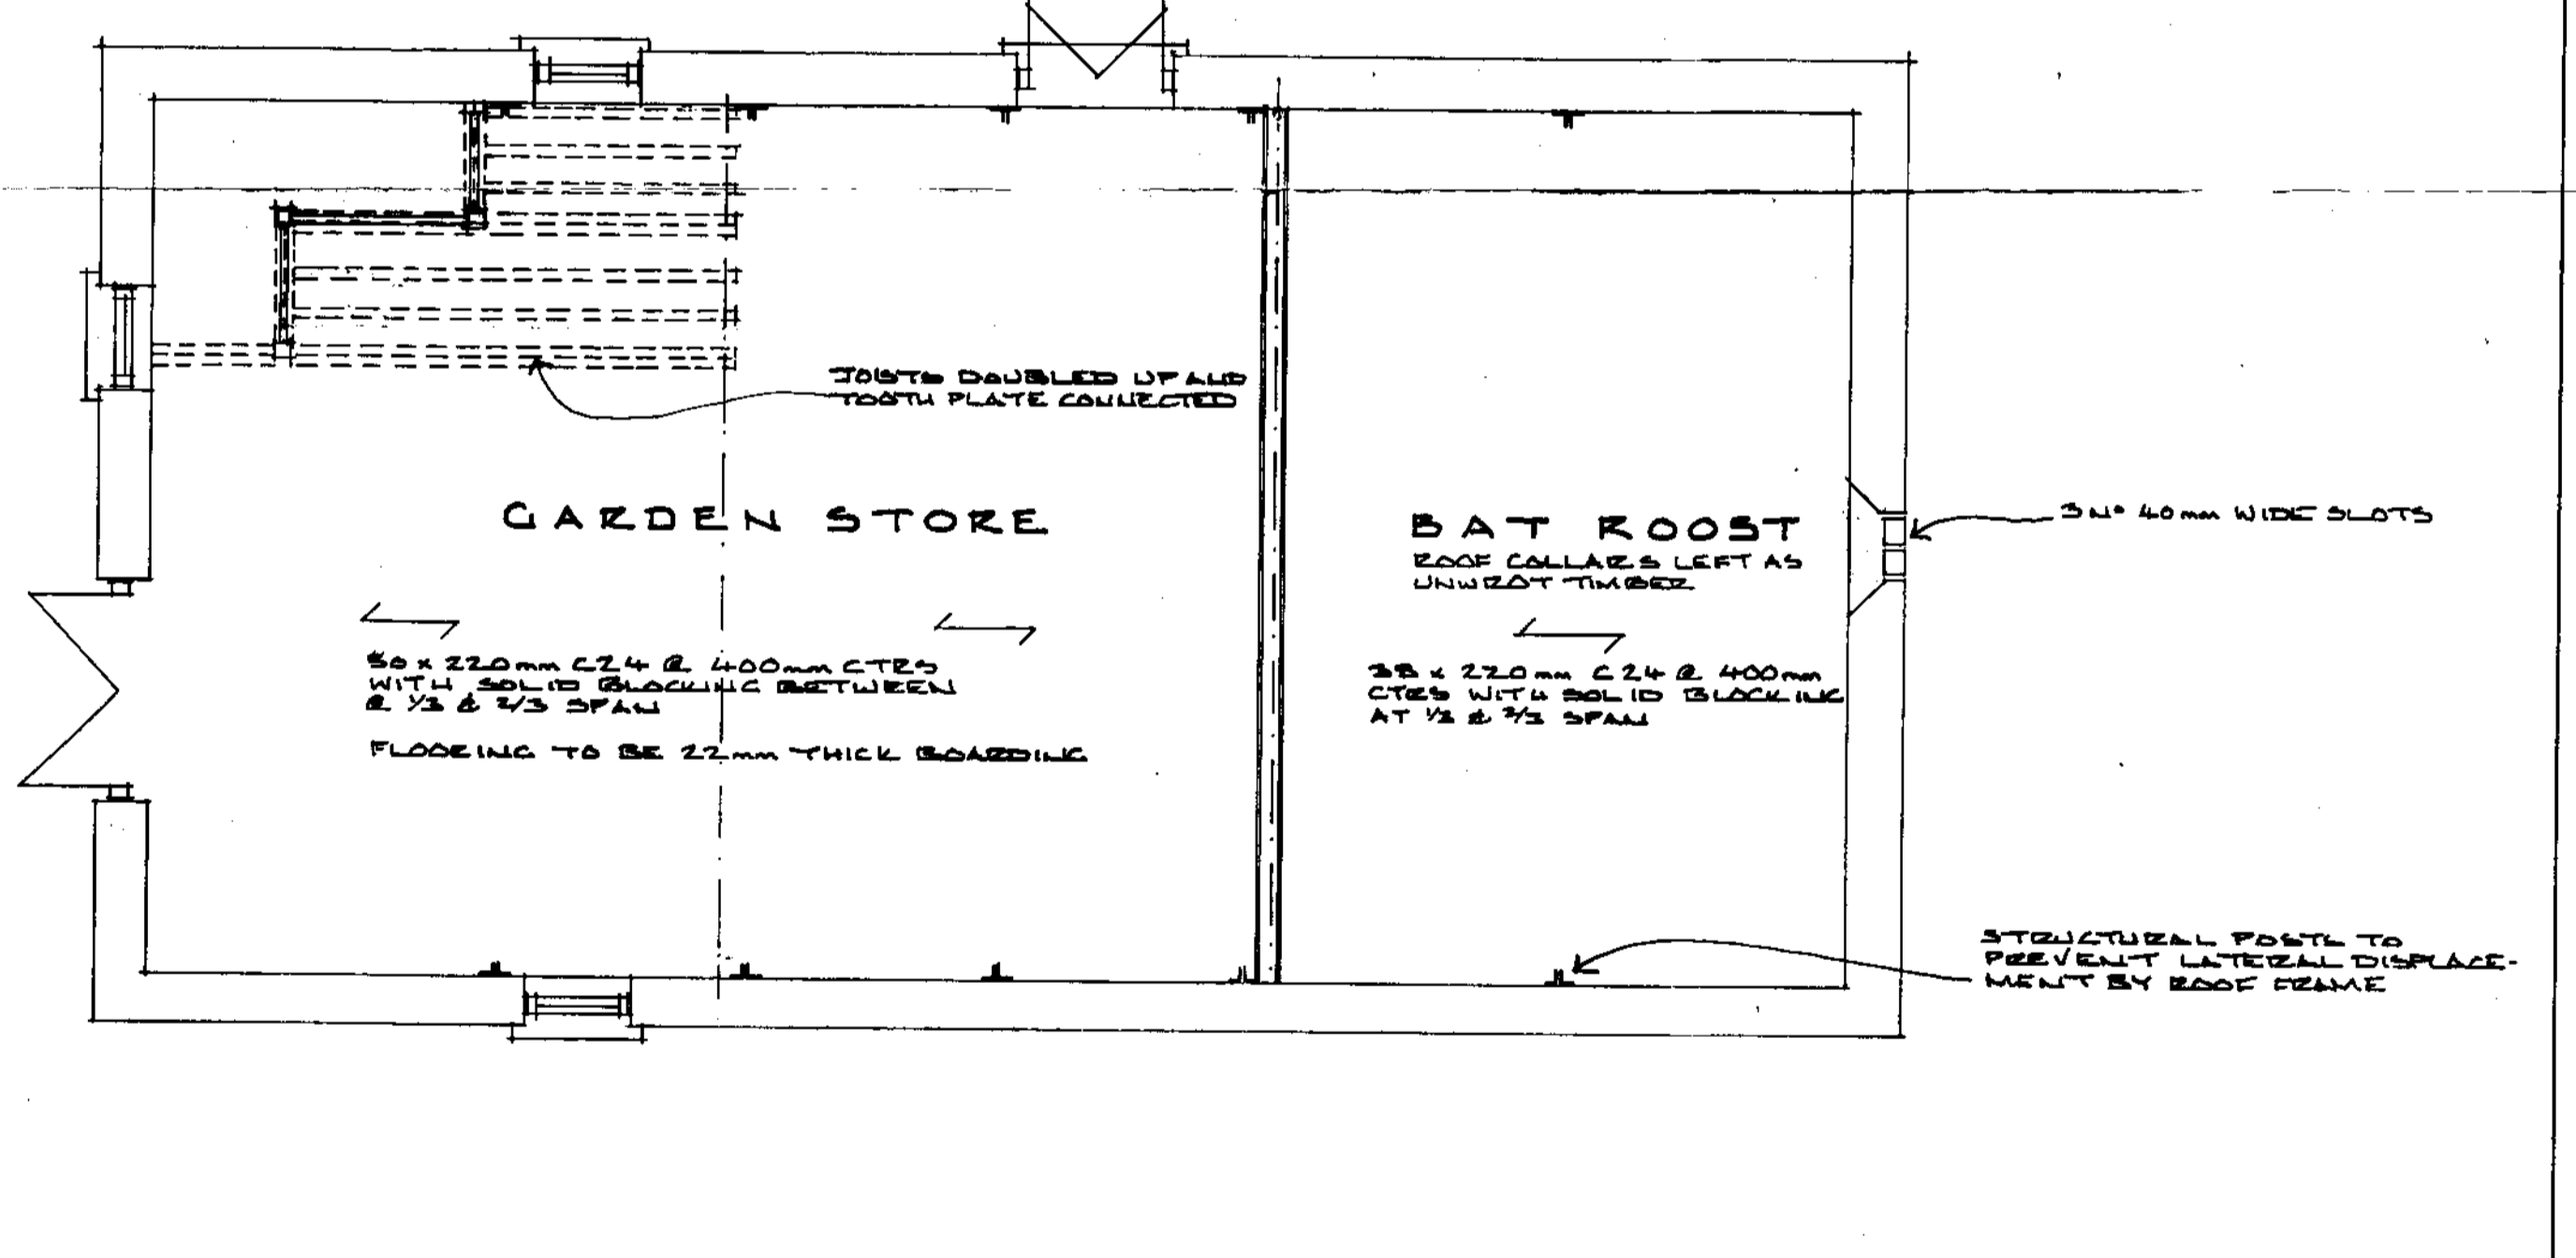 JOISTS DOUBLED UP AND
TOOTH PLATE CONNECTED
GARDEN STORE
BAT ROOST
ROOF COLLARS LEFT AS
UNWROT TIMBER
3 No 40mm WIDE SLOTS
50 x 220mm C24 @ 400mm CTRS
WITH SOLID BLOCKING BETWEEN
@ 1/3 & 2/3 SPAN
FLOORING TO BE 22mm THICK BOARDING
38 x 220mm C24 @ 400mm
CTRS WITH SOLID BLOCKING
AT 1/3 & 2/3 SPAN
STRUCTURAL POSTS TO
PREVENT LATERAL DISPLACE-
MENT BY ROOF FRAME